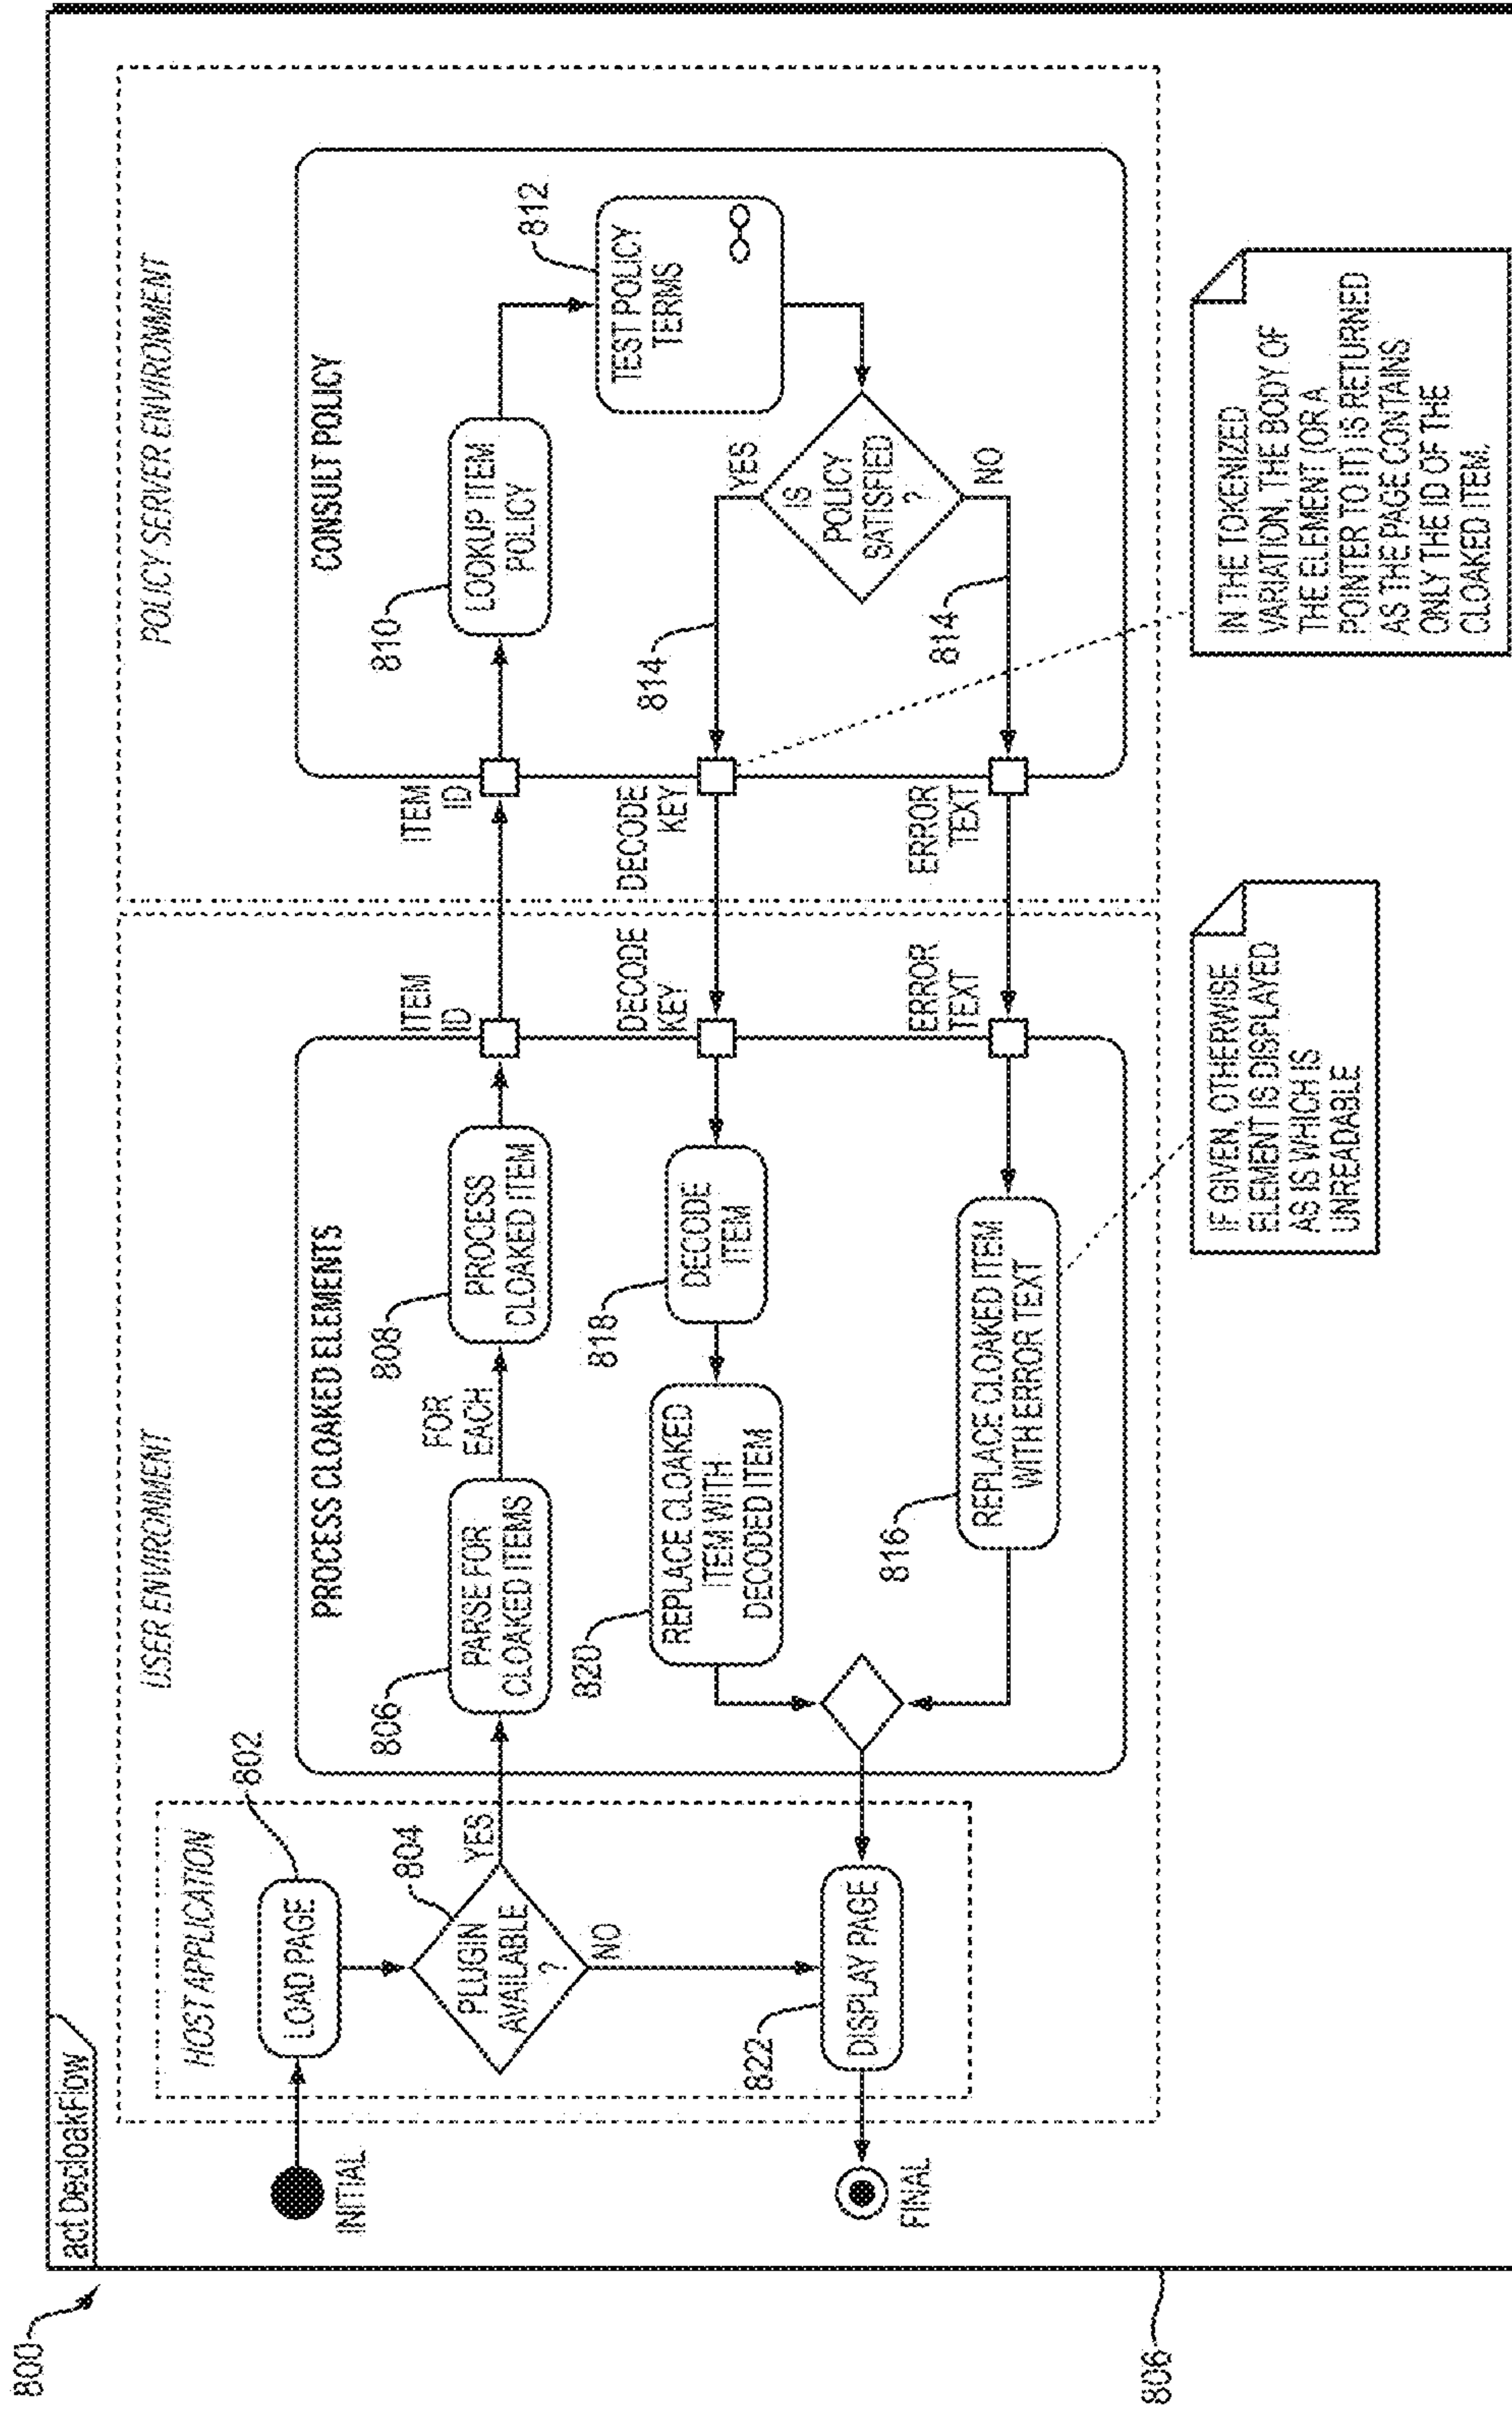 800
act DecloakFlow
USER ENVIRONMENT
POLICY SERVER ENVIRONMENT
HOST APPLICATION
INITIAL
LOAD PAGE
802
PLUGIN
AVAILABLE
?
804
YES
NO
PROCESS CLOAKED ELEMENTS
806
PARSE FOR
CLOAKED ITEMS
FOR
EACH
808
PROCESS
CLOAKED ITEM
ITEM
ID
ITEM
ID
CONSULT POLICY
810
LOOKUP ITEM
POLICY
812
TEST POLICY
TERMS
IS
POLICY
SATISFIED
?
YES
NO
814
814
DECODE
KEY
DECODE
KEY
818
DECODE
ITEM
820
REPLACE CLOAKED
ITEM WITH
DECODED ITEM
ERROR
TEXT
ERROR
TEXT
816
REPLACE CLOAKED ITEM
WITH ERROR TEXT
822
DISPLAY PAGE
FINAL
IF GIVEN, OTHERWISE
ELEMENT IS DISPLAYED
AS IS WHICH IS
UNREADABLE
IN THE TOKENIZED
VARIATION, THE BODY OF
THE ELEMENT (OR A
POINTER TO IT) IS RETURNED
AS THE PAGE CONTAINS
ONLY THE ID OF THE
CLOAKED ITEM.
806